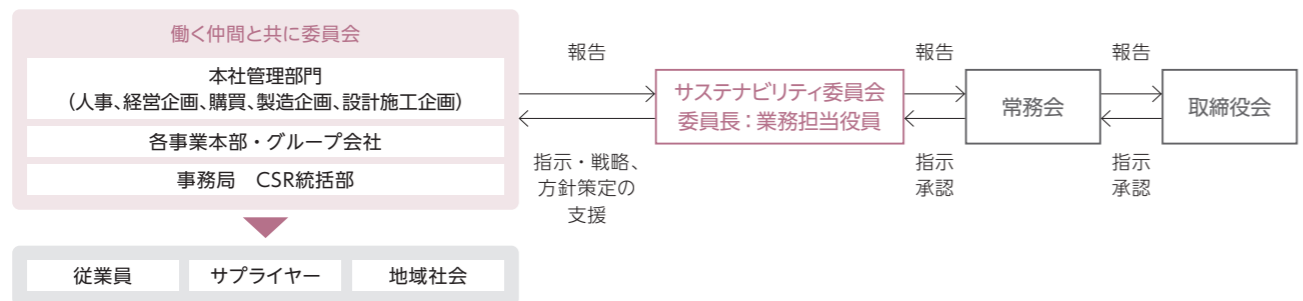 働く仲間と共に委員会
本社管理部門
（人事、経営企画、購買、製造企画、設計施工企画）
各事業本部・グループ会社
事務局　CSR統括部
従業員
サプライヤー
地域社会
報告
指示・戦略、
方針策定の
支援
サステナビリティ委員会
委員長：業務担当役員
報告
指示
承認
常務会
報告
指示
承認
取締役会